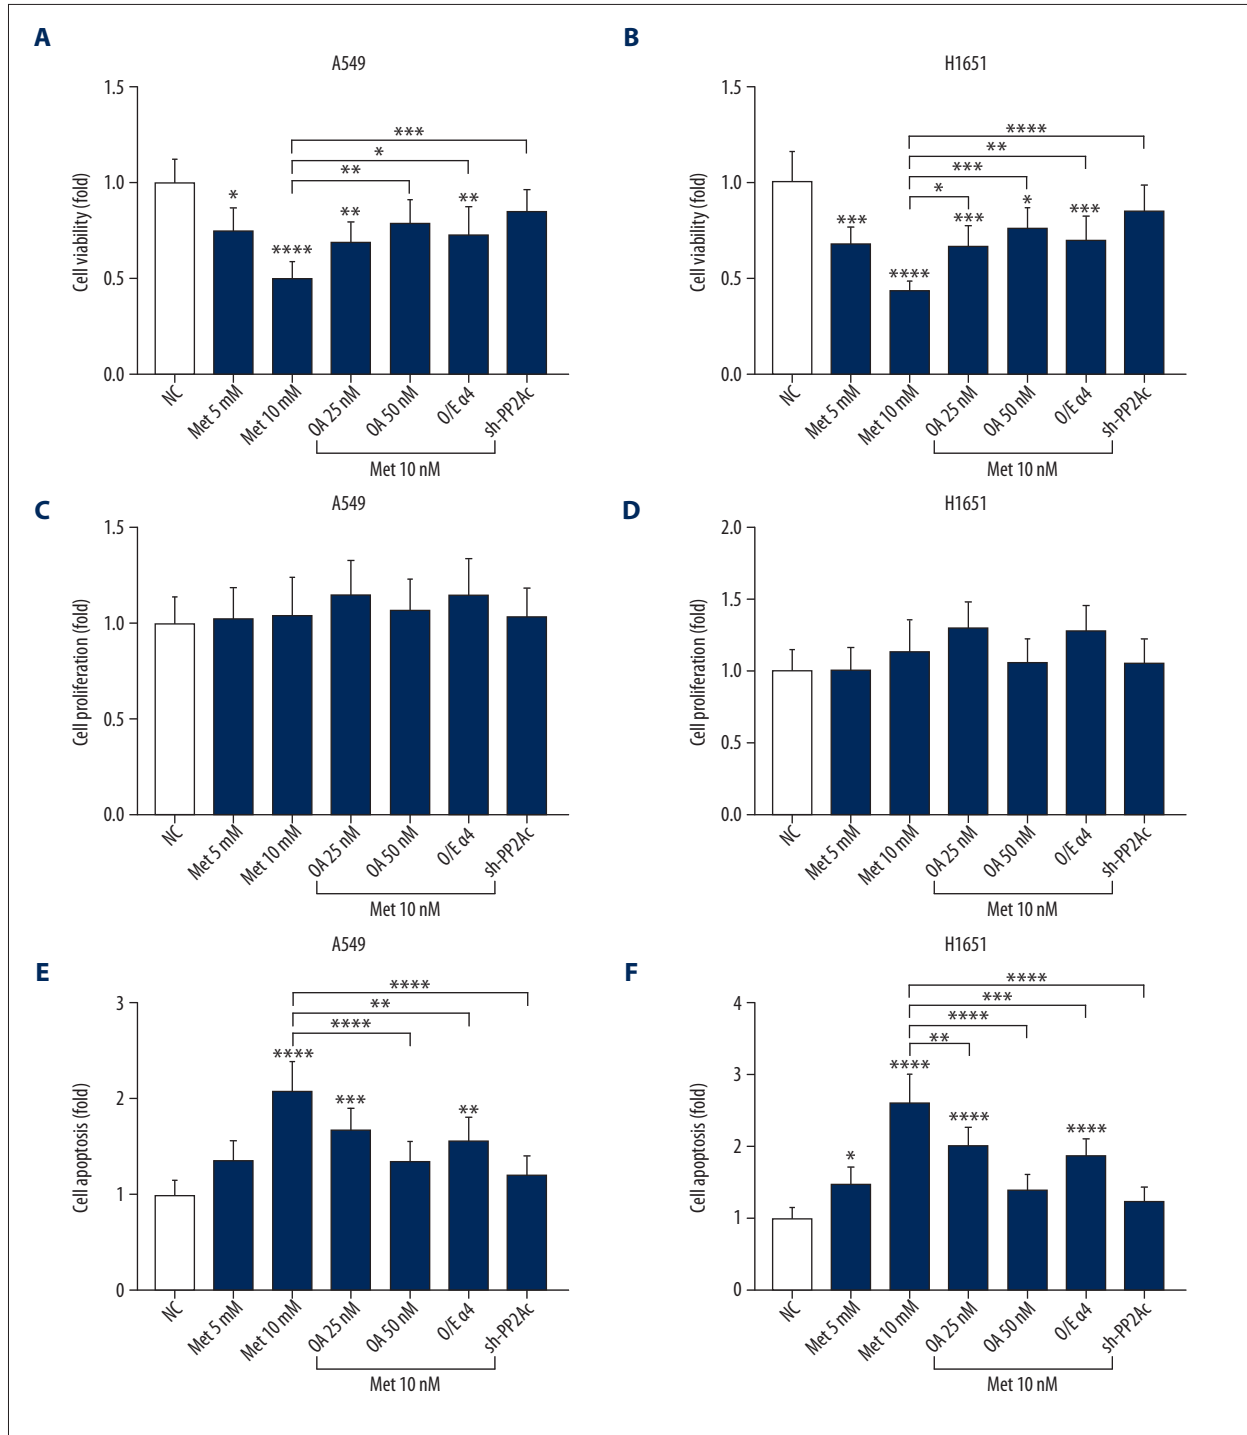 A
A549
Cell viability (fold)
1.5
1.0
0.5
0.0
***
*
**
*
****
**
**
NC
Met 5 mM
Met 10 mM
OA 25 nM
OA 50 nM
O/E α4
sh-PP2Ac
Met 10 nM
B
H1651
Cell viability (fold)
1.5
1.0
0.5
0.0
****
**
***
*
***
****
***
*
***
NC
Met 5 mM
Met 10 mM
OA 25 nM
OA 50 nM
O/E α4
sh-PP2Ac
Met 10 nM
C
A549
Cell proliferation (fold)
1.5
1.0
0.5
0.0
NC
Met 5 mM
Met 10 mM
OA 25 nM
OA 50 nM
O/E α4
sh-PP2Ac
Met 10 nM
D
H1651
Cell proliferation (fold)
2.0
1.5
1.0
0.5
0.0
NC
Met 5 mM
Met 10 mM
OA 25 nM
OA 50 nM
O/E α4
sh-PP2Ac
Met 10 nM
E
A549
Cell apoptosis (fold)
3
2
1
0
****
**
****
****
***
**
NC
Met 5 mM
Met 10 mM
OA 25 nM
OA 50 nM
O/E α4
sh-PP2Ac
Met 10 nM
F
H1651
Cell apoptosis (fold)
4
3
2
1
0
****
***
****
**
*
****
****
****
NC
Met 5 mM
Met 10 mM
OA 25 nM
OA 50 nM
O/E α4
sh-PP2Ac
Met 10 nM